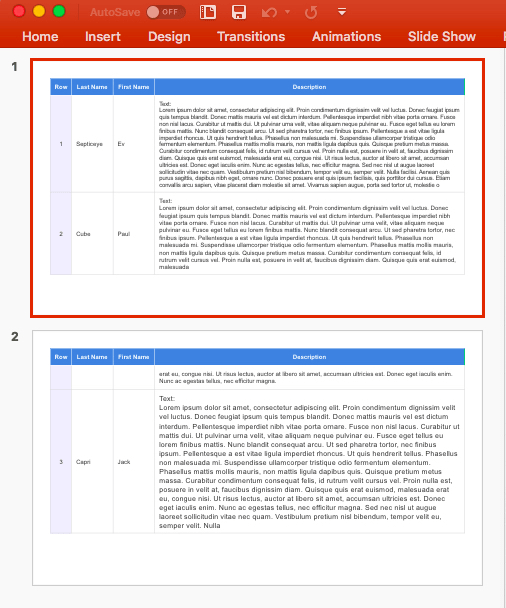 AutoSave OFF
Home Insert Design Transitions Animations Slide Show
1
Row Last Name First Name Description
1 Septiceye Ev
Text:
Lorem ipsum dolor sit amet, consectetur adipiscing elit. Proin condimentum dignissim velit vel luctus. Donec feugiat ipsum
quis tempus blandit. Donec mattis mauris vel est dictum interdum. Pellentesque imperdiet nibh vitae porta ornare. Fusce
non nisl lacus. Curabitur ut mattis dui. Ut pulvinar urna velit, vitae aliquam neque pulvinar eu. Fusce eget tellus eu lorem
finibus mattis. Nunc blandit consequat arcu. Ut sed pharetra tortor, nec finibus ipsum. Pellentesque a est vitae ligula
imperdiet rhoncus. Ut quis hendrerit tellus. Phasellus non malesuada mi. Suspendisse ullamcorper tristique odio
fermentum elementum. Phasellus mattis mollis mauris, non mattis ligula dapibus quis. Quisque pretium metus massa.
Curabitur condimentum consequat felis, id rutrum velit cursus vel. Proin nulla est, posuere in velit at, faucibus dignissim
diam. Quisque quis erat euismod, malesuada erat eu, congue nisi. Ut risus lectus, auctor at libero sit amet, accumsan
ultricies est. Donec eget iaculis enim. Nunc ac egestas tellus, nec efficitur magna. Sed nec nisl ut augue laoreet
sollicitudin vitae nec quam. Vestibulum pretium nisl bibendum, tempor velit eu, semper velit. Nulla facilisi. Aenean quis
purus sagittis, dapibus nibh eget, ornare nunc. Donec posuere erat quis ipsum facilisis, quis porttitor dui cursus. Etiam
convallis arcu sapien, vitae placerat diam molestie sit amet. Vivamus sapien augue, porta sed tortor ut, molestie o
2 Cube Paul
Text:
Lorem ipsum dolor sit amet, consectetur adipiscing elit. Proin condimentum dignissim velit vel luctus. Donec
feugiat ipsum quis tempus blandit. Donec mattis mauris vel est dictum interdum. Pellentesque imperdiet nibh
vitae porta ornare. Fusce non nisl lacus. Curabitur ut mattis dui. Ut pulvinar urna velit, vitae aliquam neque
pulvinar eu. Fusce eget tellus eu lorem finibus mattis. Nunc blandit consequat arcu. Ut sed pharetra tortor, nec
finibus ipsum. Pellentesque a est vitae ligula imperdiet rhoncus. Ut quis hendrerit tellus. Phasellus non
malesuada mi. Suspendisse ullamcorper tristique odio fermentum elementum. Phasellus mattis mollis mauris,
non mattis ligula dapibus quis. Quisque pretium metus massa. Curabitur condimentum consequat felis, id
rutrum velit cursus vel. Proin nulla est, posuere in velit at, faucibus dignissim diam. Quisque quis erat euismod,
malesuada
2
Row Last Name First Name Description
erat eu, congue nisi. Ut risus lectus, auctor at libero sit amet, accumsan ultricies est. Donec eget iaculis enim.
Nunc ac egestas tellus, nec efficitur magna.
3 Capri Jack
Text:
Lorem ipsum dolor sit amet, consectetur adipiscing elit. Proin condimentum dignissim velit
vel luctus. Donec feugiat ipsum quis tempus blandit. Donec mattis mauris vel est dictum
interdum. Pellentesque imperdiet nibh vitae porta ornare. Fusce non nisl lacus. Curabitur ut
mattis dui. Ut pulvinar urna velit, vitae aliquam neque pulvinar eu. Fusce eget tellus eu
lorem finibus mattis. Nunc blandit consequat arcu. Ut sed pharetra tortor, nec finibus
ipsum. Pellentesque a est vitae ligula imperdiet rhoncus. Ut quis hendrerit tellus. Phasellus
non malesuada mi. Suspendisse ullamcorper tristique odio fermentum elementum.
Phasellus mattis mollis mauris, non mattis ligula dapibus quis. Quisque pretium metus
massa. Curabitur condimentum consequat felis, id rutrum velit cursus vel. Proin nulla est,
posuere in velit at, faucibus dignissim diam. Quisque quis erat euismod, malesuada erat
eu, congue nisi. Ut risus lectus, auctor at libero sit amet, accumsan ultricies est. Donec
eget iaculis enim. Nunc ac egestas tellus, nec efficitur magna. Sed nec nisl ut augue
laoreet sollicitudin vitae nec quam. Vestibulum pretium nisl bibendum, tempor velit eu,
semper velit. Nulla